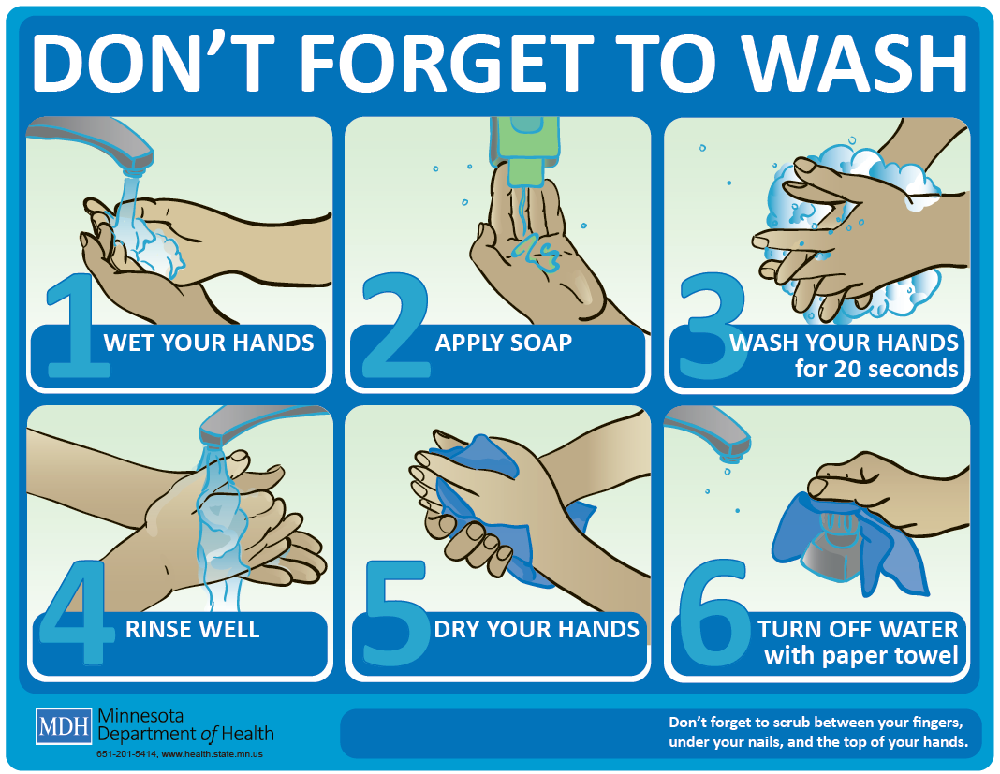 DON'T FORGET TO WASH
1 WET YOUR HANDS
2 APPLY SOAP
3 WASH YOUR HANDS
for 20 seconds
4 RINSE WELL
5 DRY YOUR HANDS
6 TURN OFF WATER
with paper towel
MDH Minnesota
Department of Health
651-201-5414, www.health.state.mn.us
Don't forget to scrub between your fingers,
under your nails, and the top of your hands.